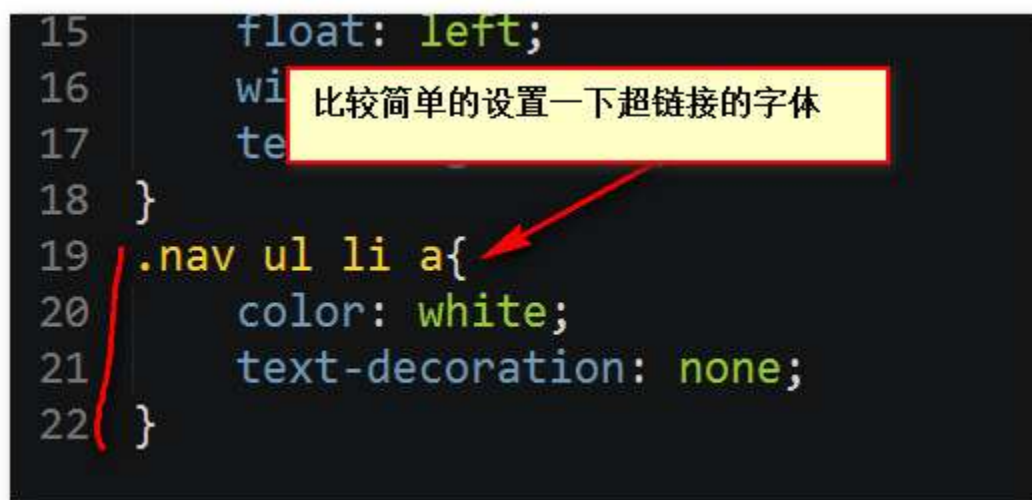 15 float: left;
16 wi
比较简单的设置一下超链接的字体
17 te
18 }
19 .nav ul li a{
20 color: white;
21 text-decoration: none;
22 }